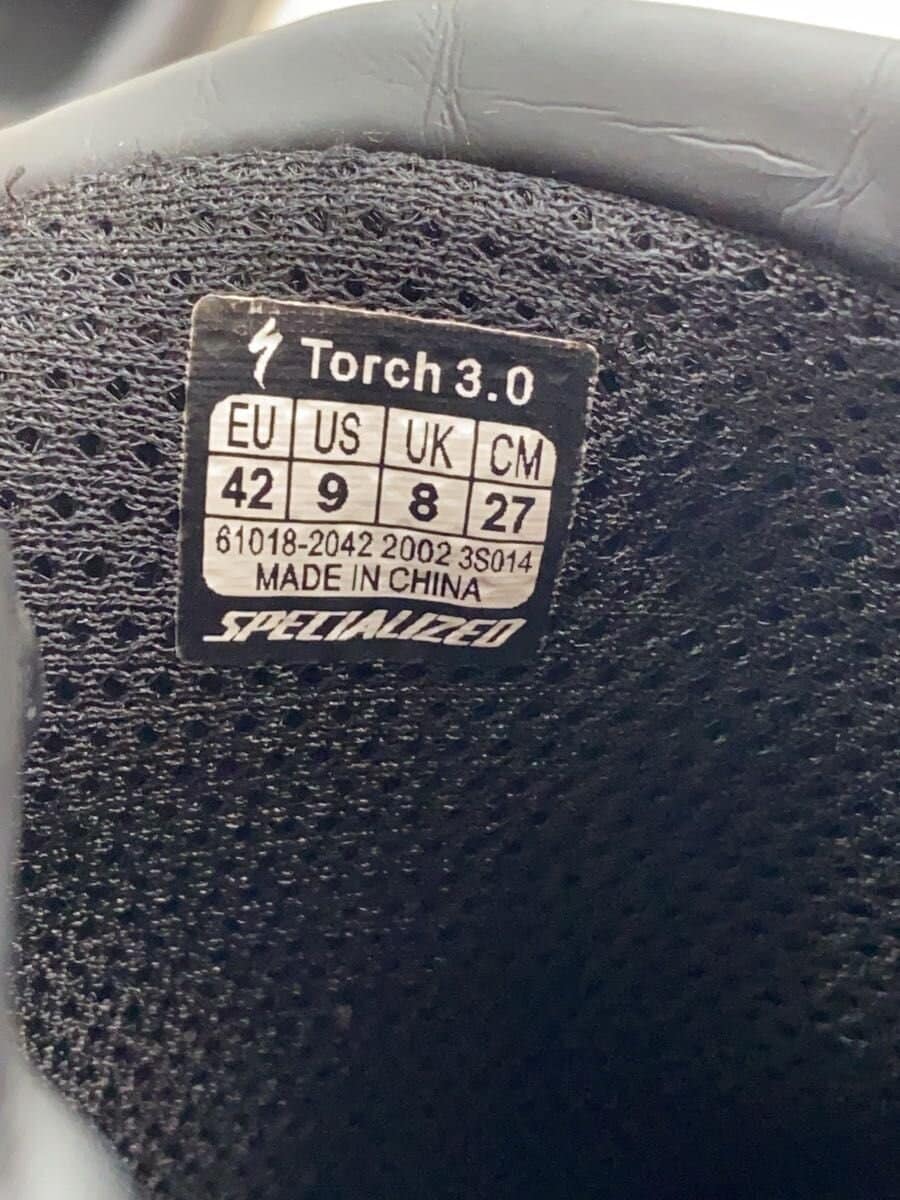 Torch 3.0
EU US UK CM
42 9 8 27
61018-2042 2002 3S014
MADE IN CHINA
SPECIALIZED